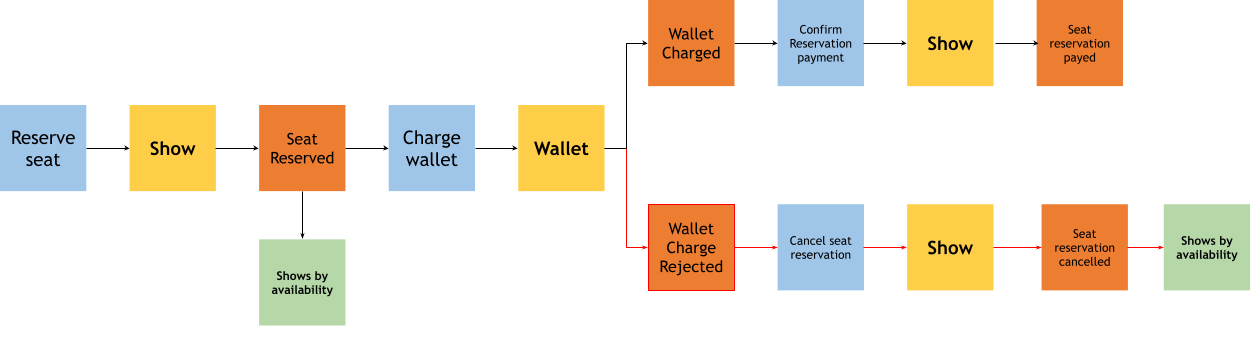 Wallet
Charged
Confirm
Reservation
payment
Show
Seat
reservation
payed
Reserve
seat
Show
Seat
Reserved
Charge
wallet
Wallet
Wallet
Charge
Rejected
Cancel seat
reservation
Show
Seat
reservation
cancelled
Shows by
availability
Shows by
availability